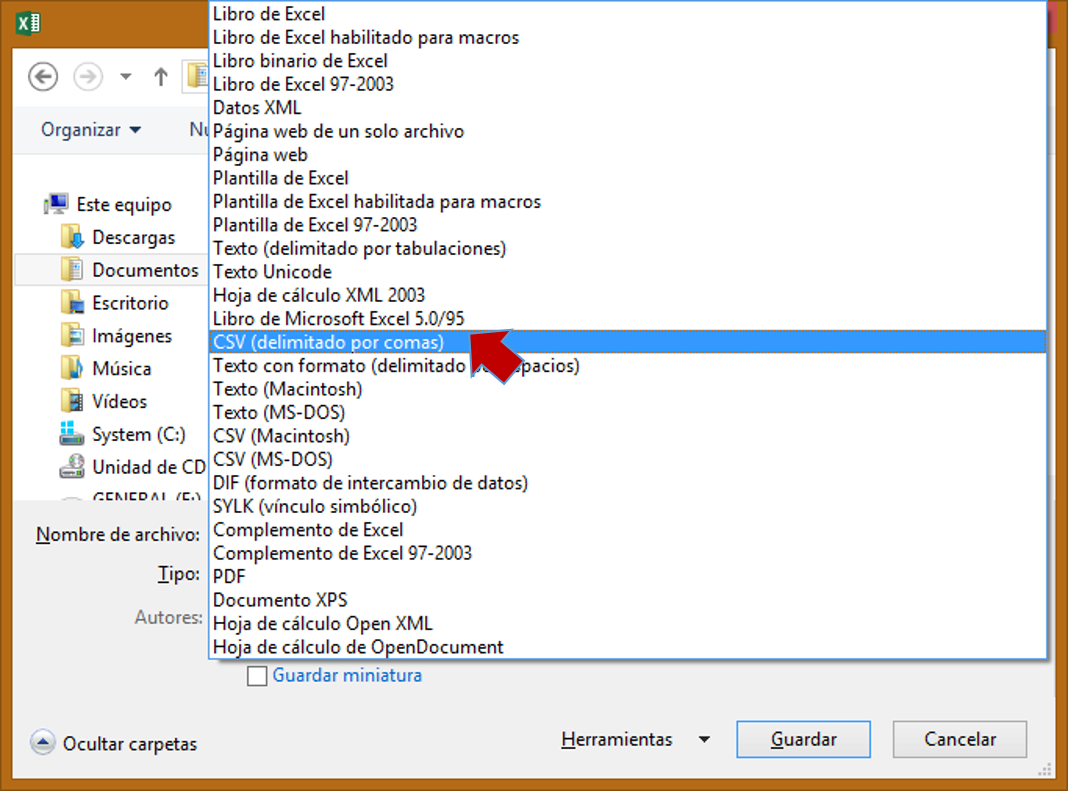 Libro de Excel
Libro de Excel habilitado para macros
Libro binario de Excel
Libro de Excel 97-2003
Datos XML
Página web de un solo archivo
Página web
Plantilla de Excel
Plantilla de Excel habilitada para macros
Plantilla de Excel 97-2003
Texto (delimitado por tabulaciones)
Texto Unicode
Hoja de cálculo XML 2003
Libro de Microsoft Excel 5.0/95
CSV (delimitado por comas)
Texto con formato (delimitado espacios)
Texto (Macintosh)
Texto (MS-DOS)
CSV (Macintosh)
CSV (MS-DOS)
DIF (formato de intercambio de datos)
SYLK (vínculo simbólico)
Complemento de Excel
Complemento de Excel 97-2003
PDF
Documento XPS
Hoja de cálculo Open XML
Hoja de cálculo de OpenDocument
Organizar
Este equipo
Descargas
Documentos
Escritorio
Imágenes
Música
Vídeos
System (C:)
Unidad de CD
GENERAL (F:)
Nombre de archivo:
Tipo:
Autores:
Guardar miniatura
Ocultar carpetas
Herramientas
Guardar
Cancelar